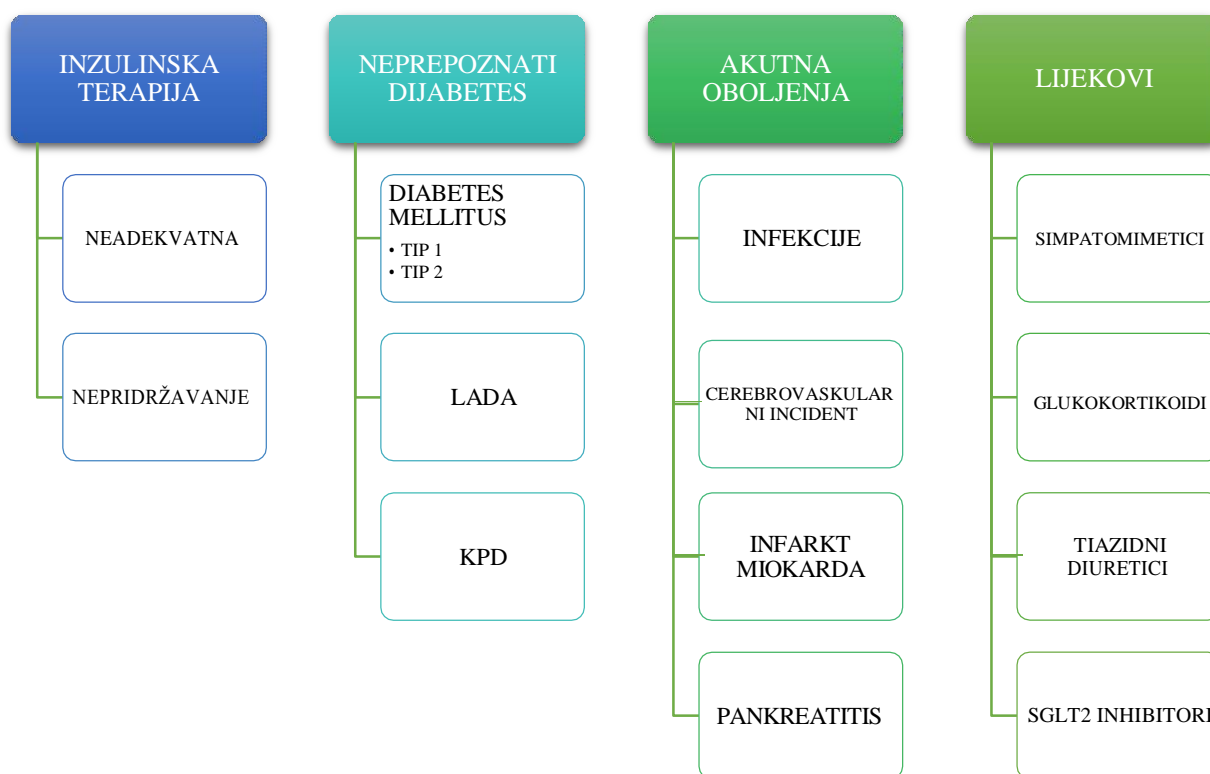 INZULINSKA
TERAPIJA
NEADEKVATNA
NEPRIDRŽAVANJE
NEPREPOZNATI
DIJABETES
DIABETES
MELLITUS
• TIP 1
• TIP 2
LADA
KPD
AKUTNA
OBOLJENJA
INFEKCIJE
CEREBROVASKULAR
NI INCIDENT
INFARKT
MIOKARDA
PANKREATITIS
LIJEKOVI
SIMPATOMIMETICI
GLUKOKORTIKOIDI
TIAZIDNI
DIURETICI
SGLT2 INHIBITORI